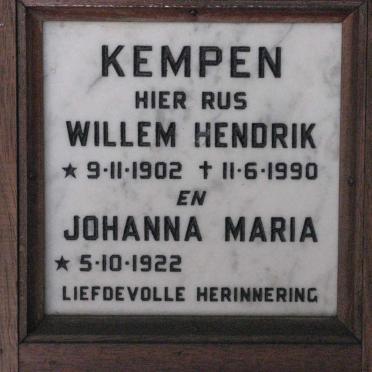 KEMPEN
HIER RUS
WILLEM HENDRIK
★ 9·11·1902 ✝ 11·6·1990
EN
JOHANNA MARIA
★ 5·10·1922
LIEFDEVOLLE HERINNERING